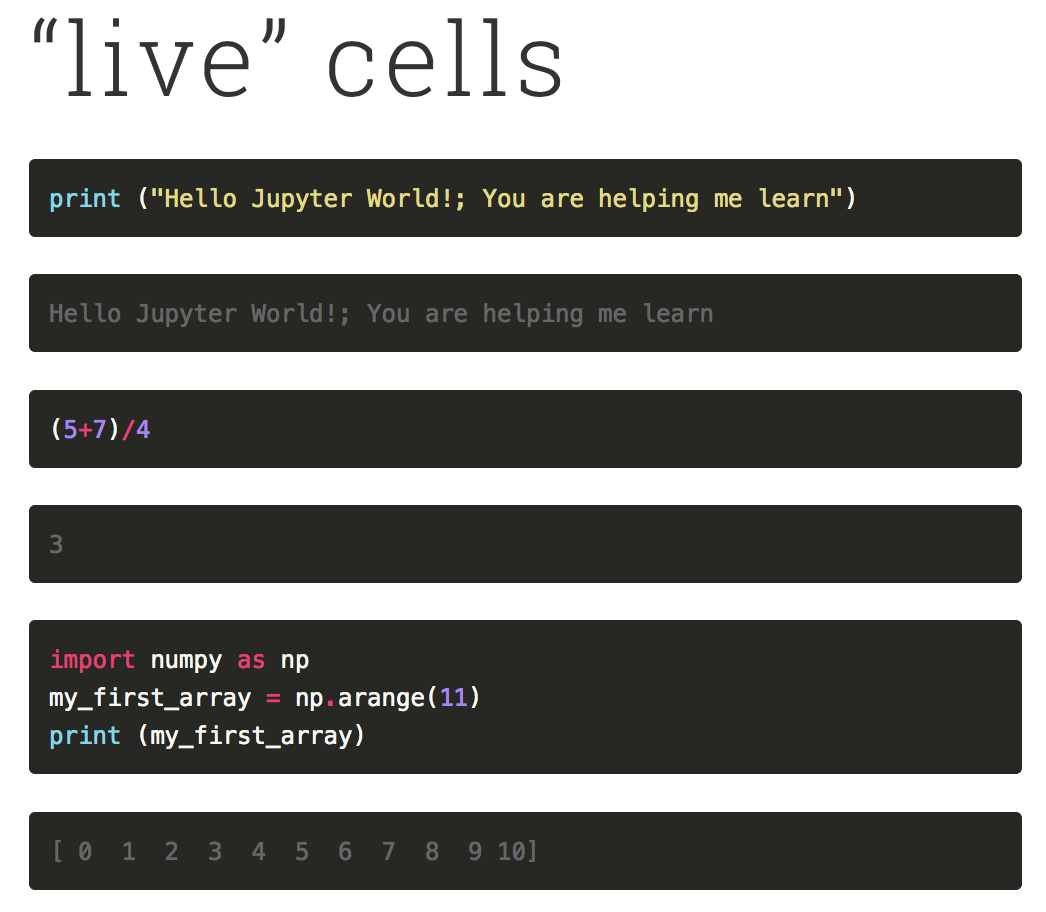 “live” cells
print ("Hello Jupyter World!; You are helping me learn")
Hello Jupyter World!; You are helping me learn
(5+7)/4
3
import numpy as np
my_first_array = np.arange(11)
print (my_first_array)
[ 0  1  2  3  4  5  6  7  8  9 10]